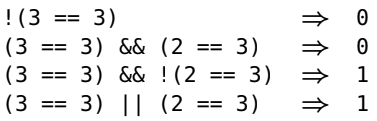 !(3 == 3) ⇒ 0
(3 == 3) && (2 == 3) ⇒ 0
(3 == 3) && !(2 == 3) ⇒ 1
(3 == 3) || (2 == 3) ⇒ 1